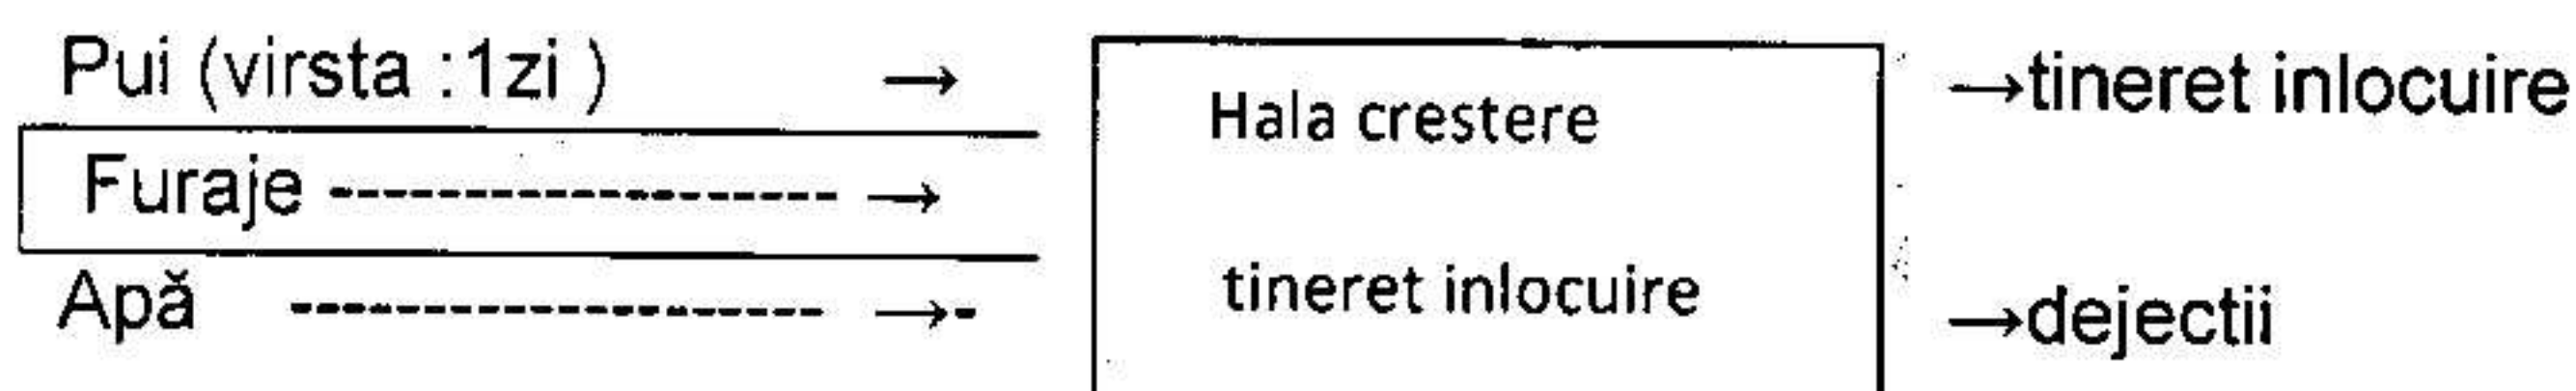 Pui (virsta :1zi ) →
Hala crestere
→tineret inlocuire
Furaje ------------------- →
Apă -------------------- →-
tineret inlocuire
→dejectii